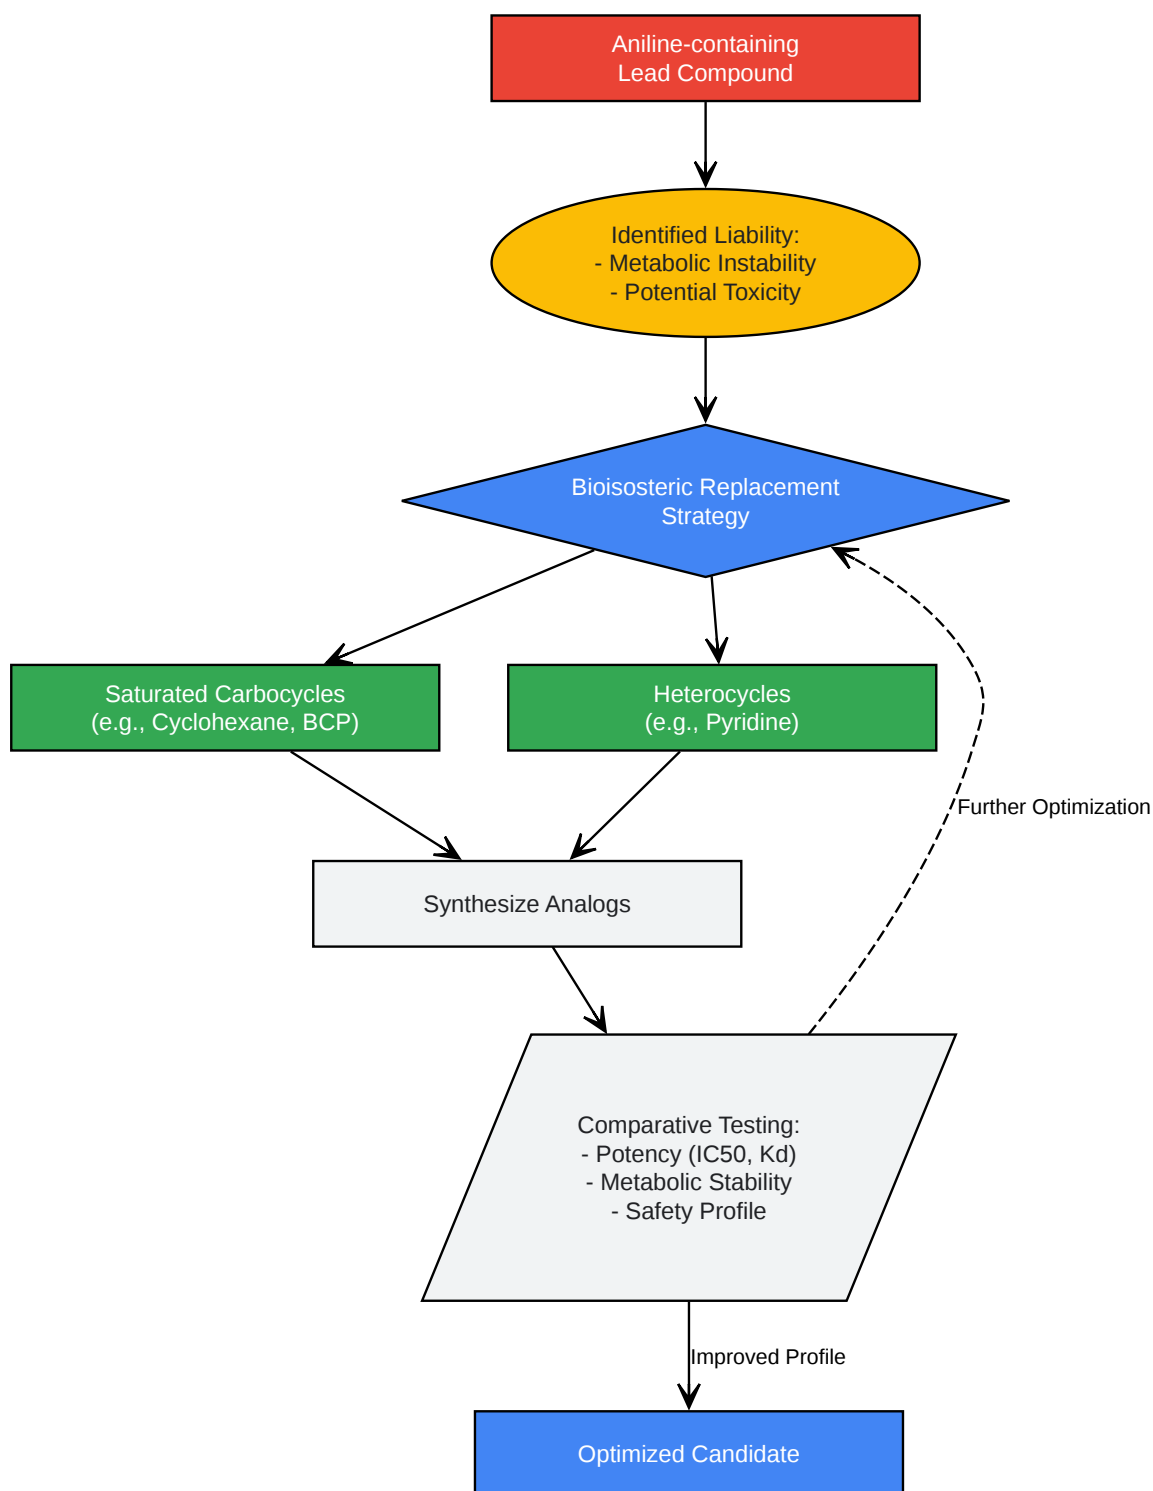 Aniline-containing
Lead Compound
Identified Liability:
- Metabolic Instability
- Potential Toxicity
Bioisosteric Replacement
Strategy
Saturated Carbocycles
(e.g., Cyclohexane, BCP)
Heterocycles
(e.g., Pyridine)
Further Optimization
Synthesize Analogs
Comparative Testing:
- Potency (IC50, Kd)
- Metabolic Stability
- Safety Profile
Improved Profile
Optimized Candidate